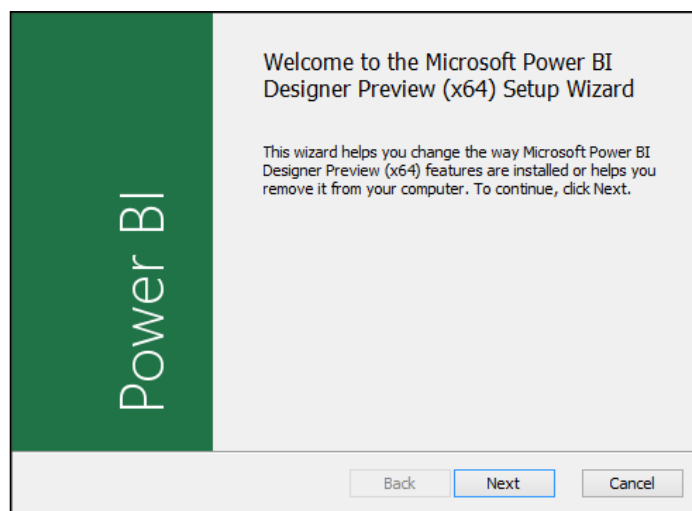 Power BI
Welcome to the Microsoft Power BI
Designer Preview (x64) Setup Wizard
This wizard helps you change the way Microsoft Power BI
Designer Preview (x64) features are installed or helps you
remove it from your computer. To continue, click Next.
Back Next Cancel